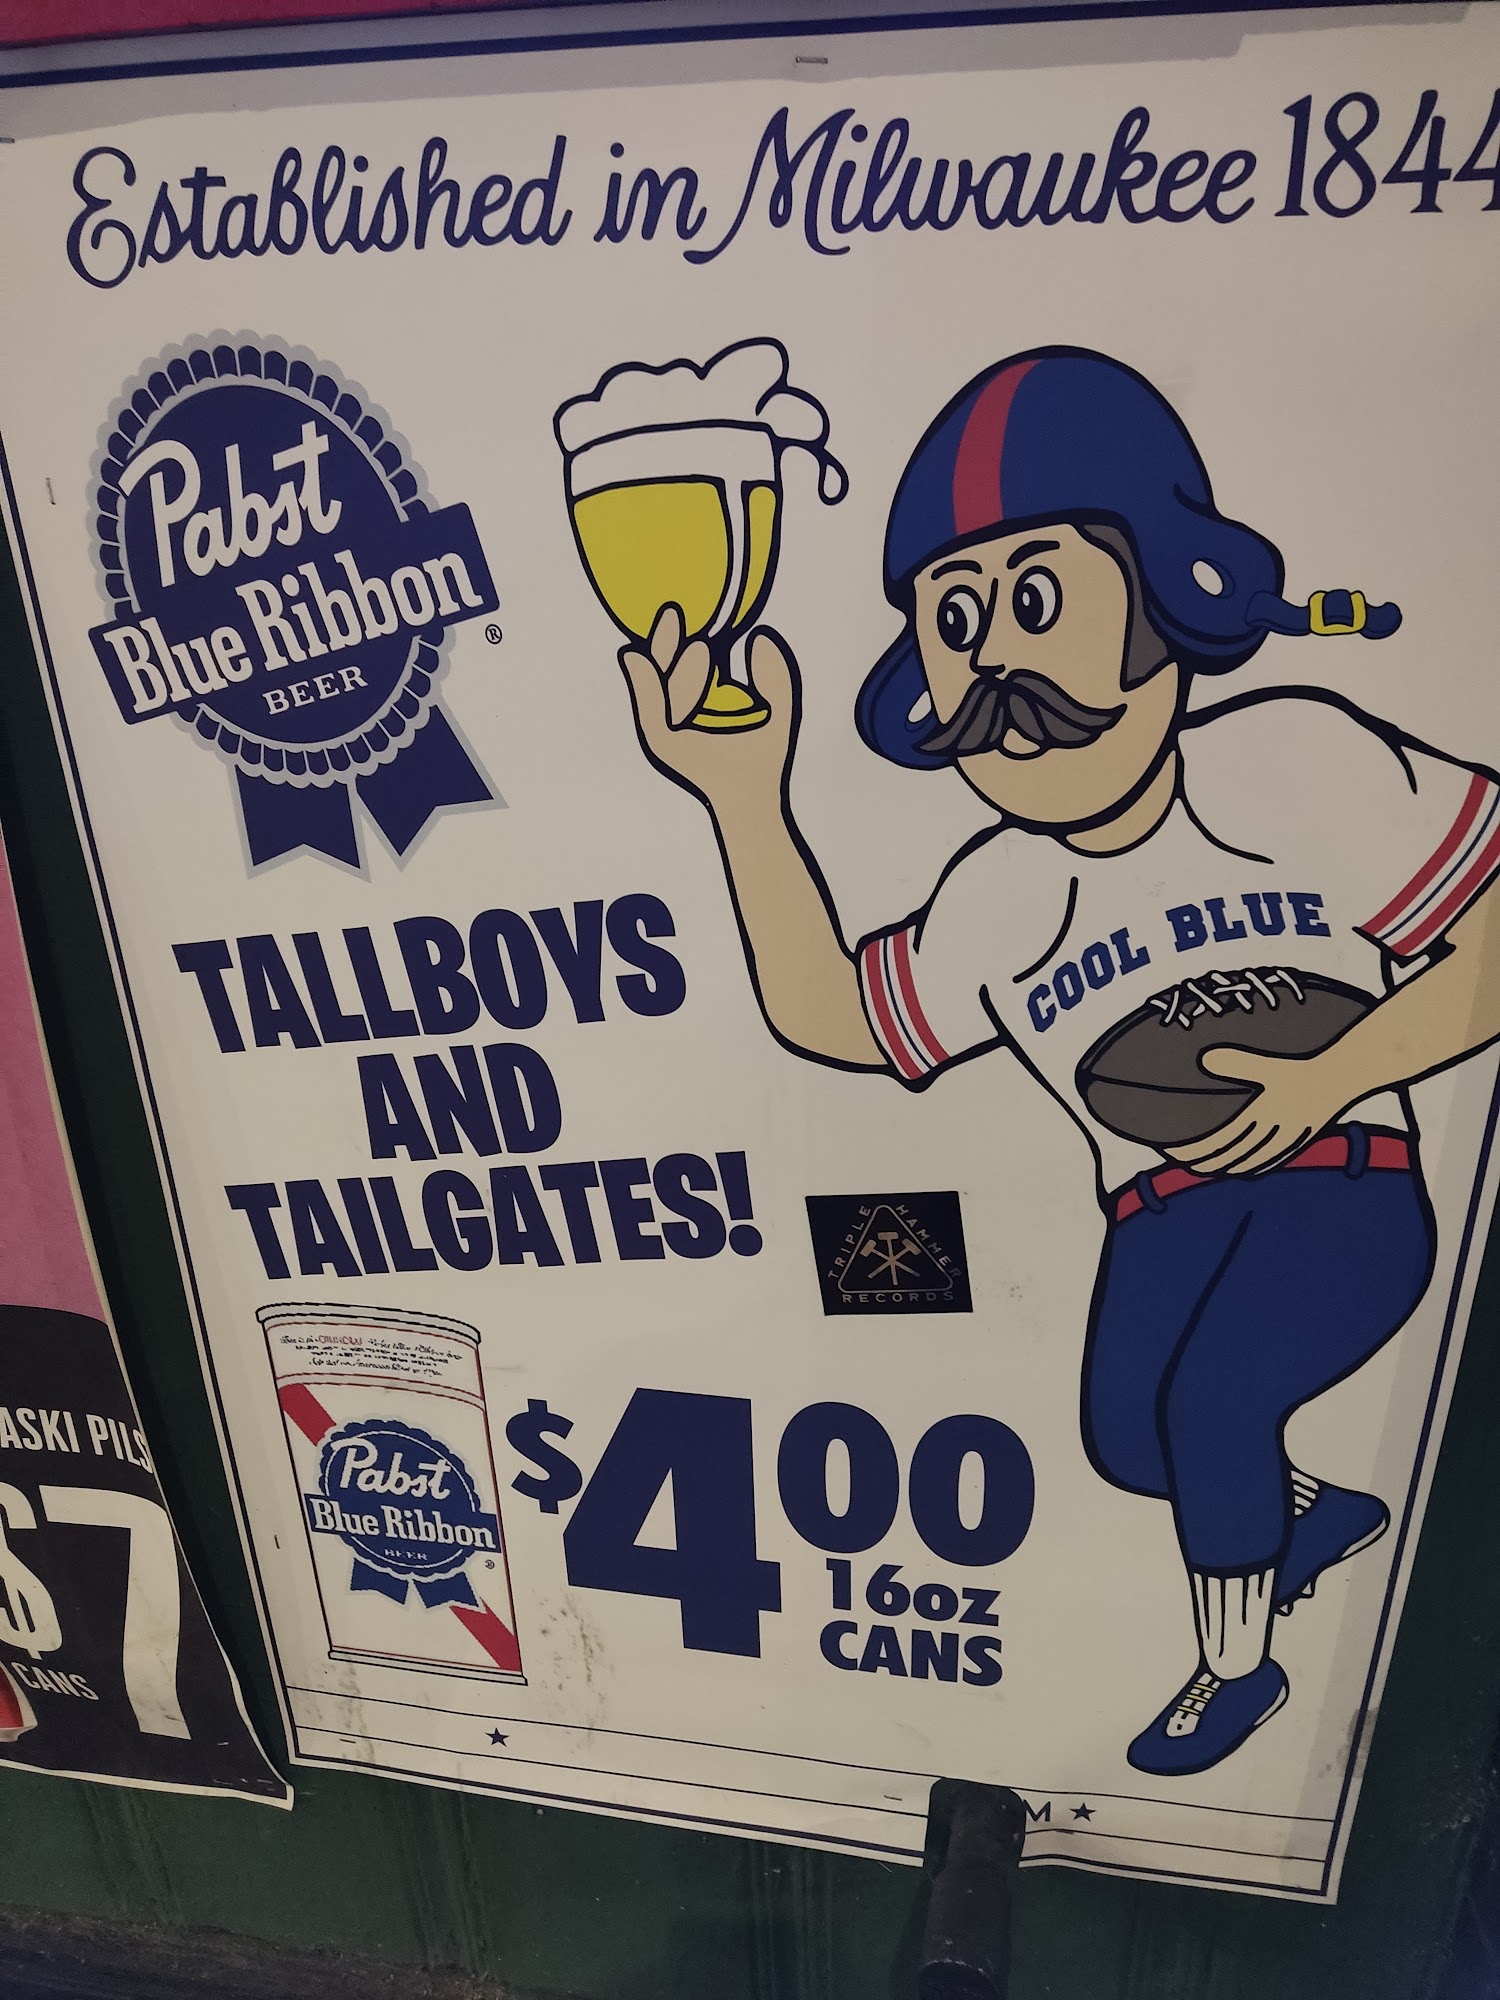 Established in Milwaukee 1844
Pabst
Blue Ribbon
BEER
®
TALLBOYS
AND
TAILGATES!
COOL BLUE
TRIPLE HAMMER
RECORDS
Pabst
Blue Ribbon
BEER
®
$4.00
16oz
CANS
ASKI PILS
$7
CANS
M